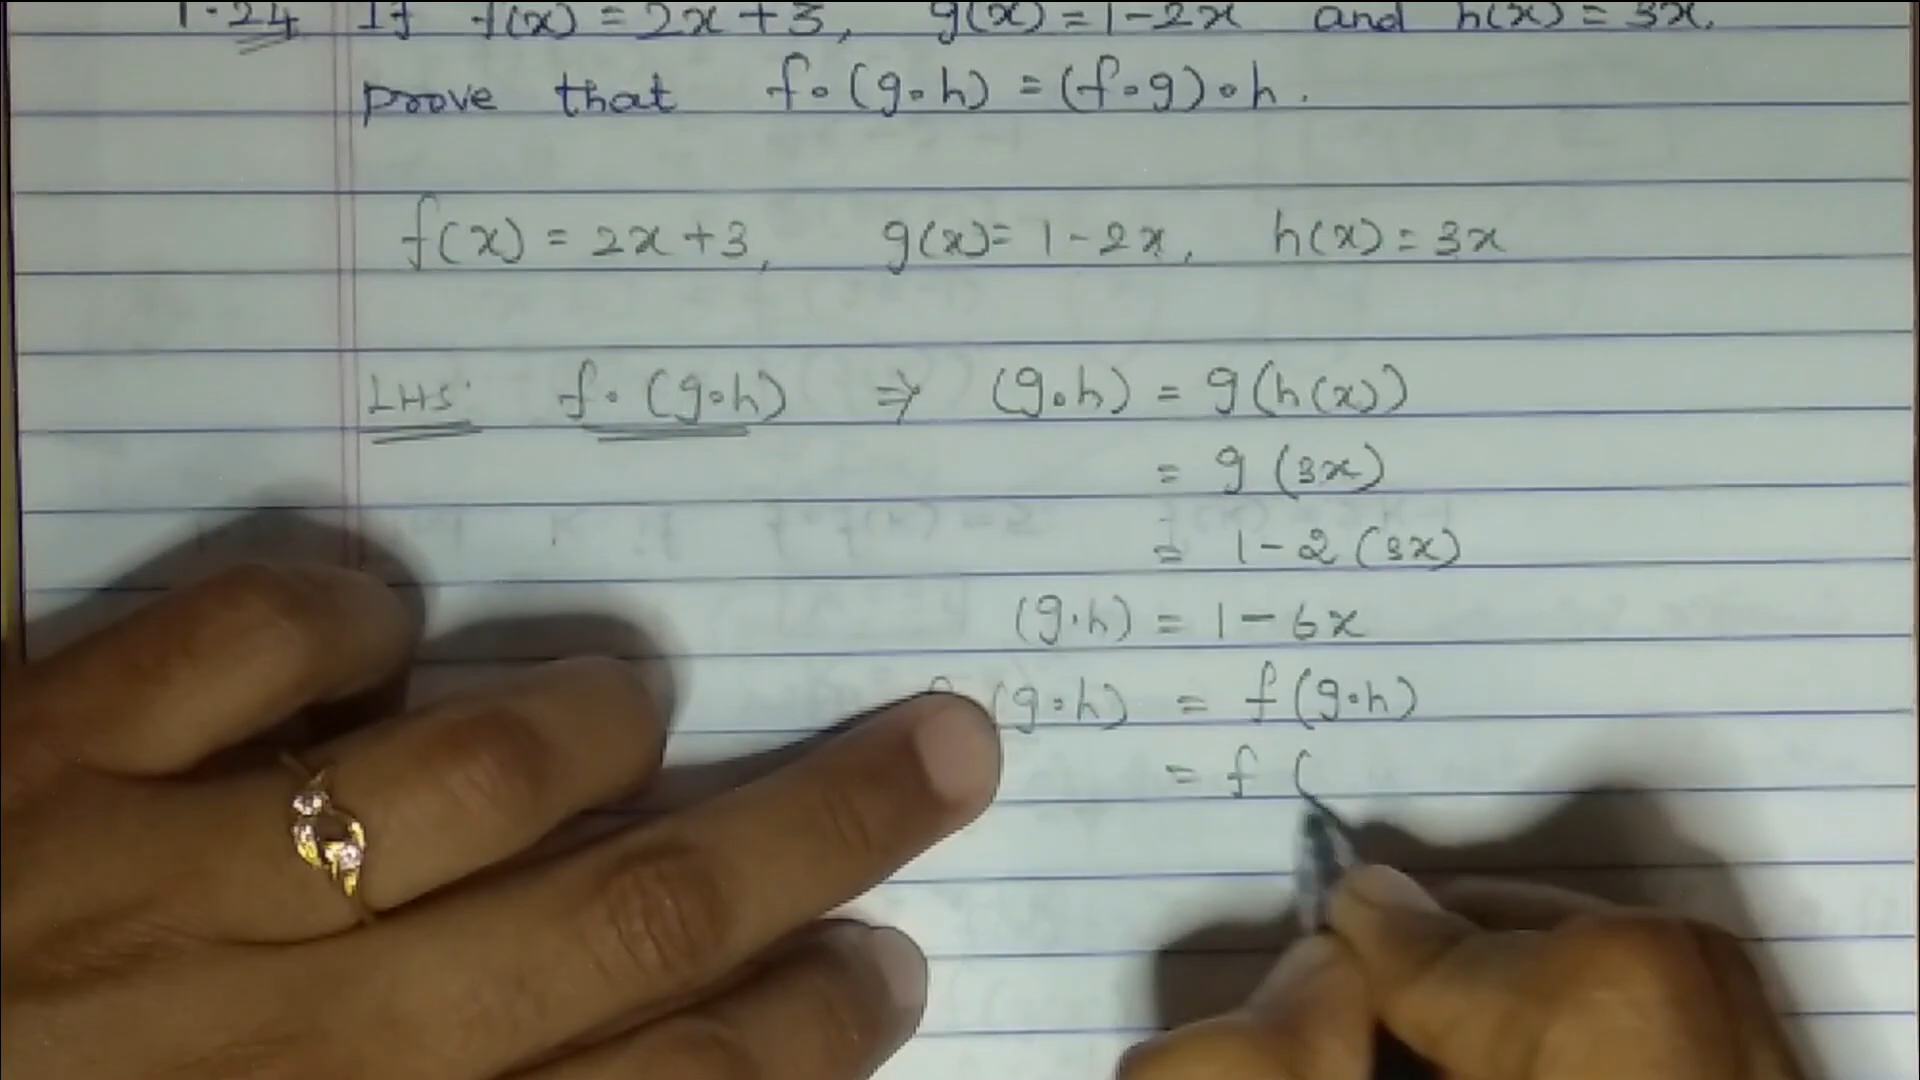 1.24 If f(x) = 2x + 3, g(x) = 1 - 2x and h(x) = 3x.
prove that f∘(g∘h) = (f∘g)∘h.
f(x) = 2x + 3, g(x) = 1 - 2x, h(x) = 3x
LHS: f∘(g∘h) ⇒ (g∘h) = g(h(x))
= g(3x)
= 1 - 2(3x)
(g∘h) = 1 - 6x
(g∘h) = f(g∘h)
= f (